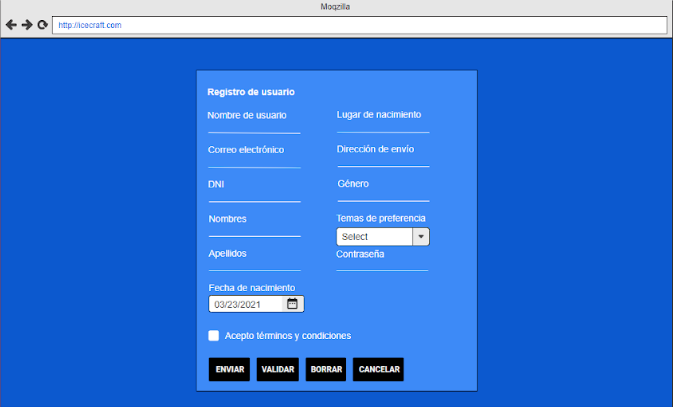 Moqzilla
http://icocraft.com
Registro de usuario
Nombre de usuario
Lugar de nacimiento
Correo electrónico
Dirección de envío
DNI
Género
Nombres
Temas de preferencia
Select
Apellidos
Contraseña
Fecha de nacimiento
03/23/2021
Acepto términos y condiciones
ENVIAR VALIDAR BORRAR CANCELAR